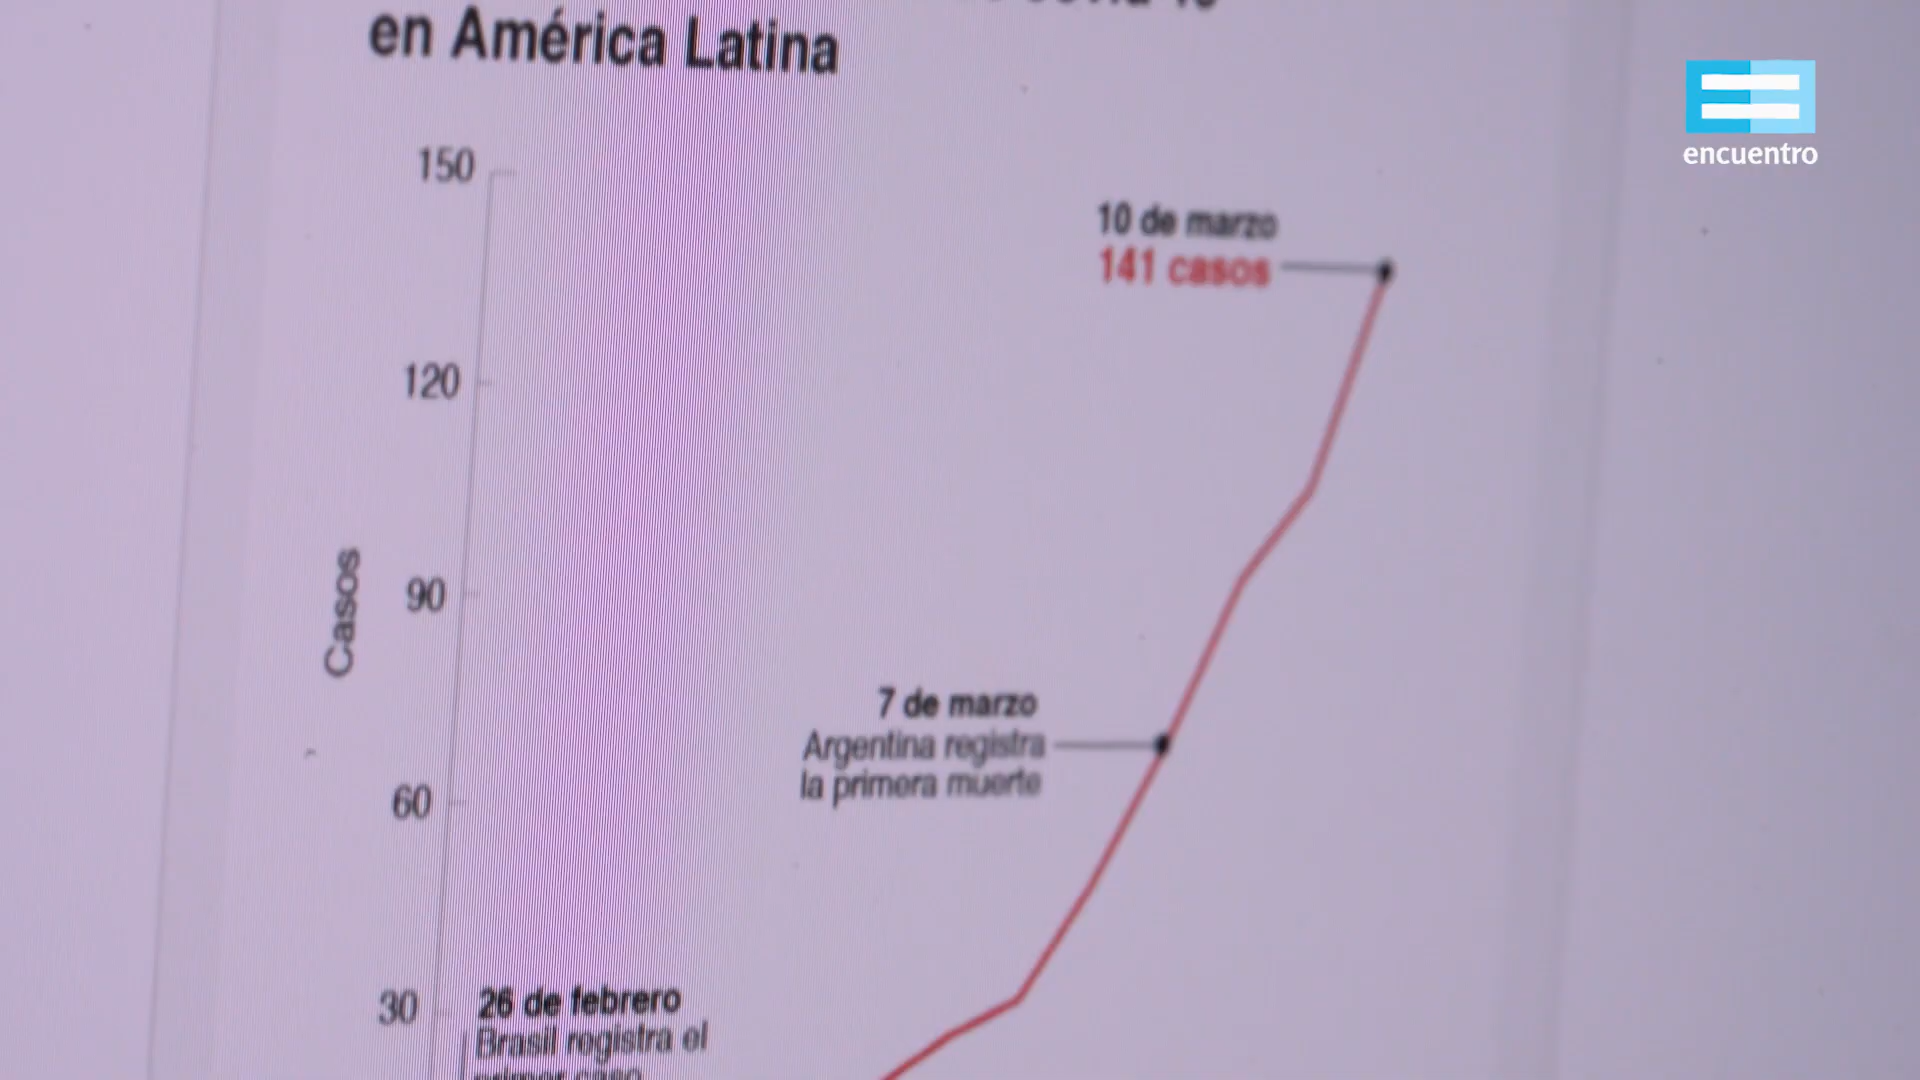 en América Latina
encuentro
150
10 de marzo
141 casos
120
90
Casos
7 de marzo
Argentina registra
la primera muerte
60
30
26 de febrero
Brasil registra el